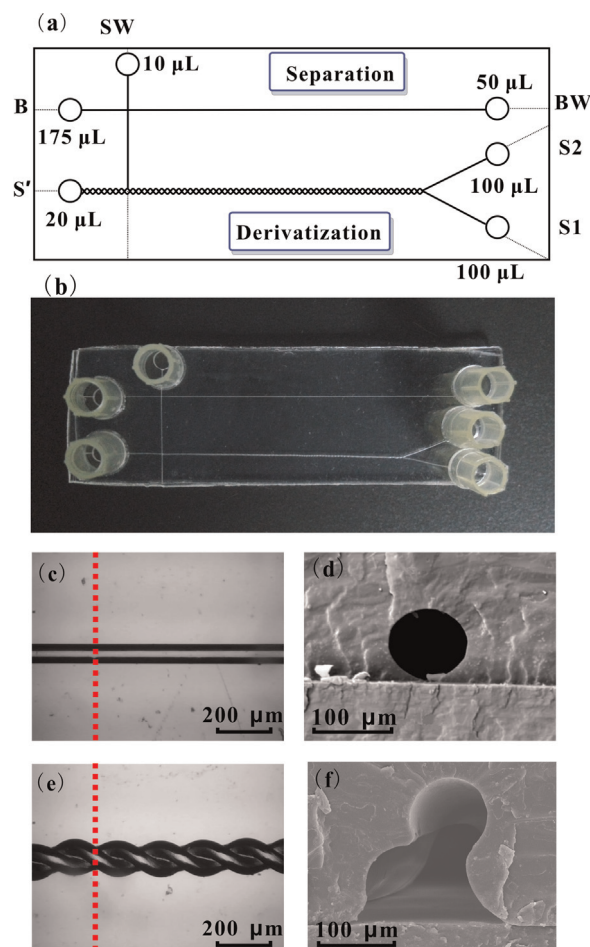 (a)
SW
10 µL
Separation
50 µL
B
BW
175 µL
S2
S'
100 µL
20 µL
Derivatization
S1
100 µL
(b)
(c)
200 µm
(d)
100 µm
(e)
200 µm
(f)
100 µm